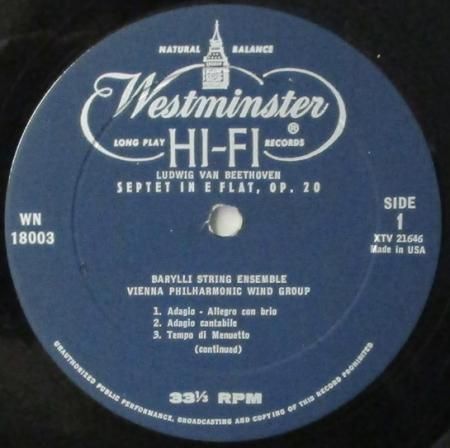 NATURAL BALANCE
Westminster®
LONG PLAY HI-FI RECORDS
LUDWIG VAN BEETHOVEN
SEPTET IN E FLAT, OP. 20
WN
18003
SIDE
1
XTV 21646
Made in USA
BARYLLI STRING ENSEMBLE
VIENNA PHILHARMONIC WIND GROUP
1. Adagio - Allegro con brio
2. Adagio cantabile
3. Tempo di Menuetto
(continued)
33⅓ RPM
UNAUTHORIZED PUBLIC PERFORMANCE, BROADCASTING AND COPYING OF THIS RECORD PROHIBITED